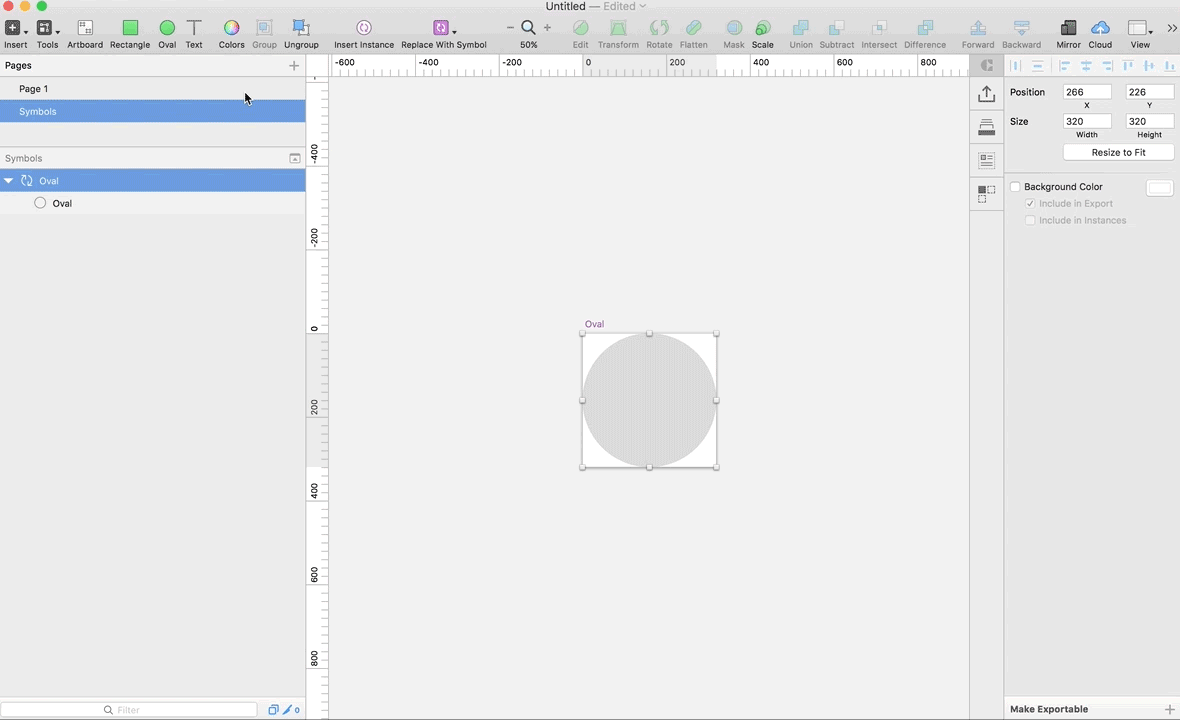 Untitled — Edited
Insert Tools Artboard Rectangle Oval Text Colors Group Ungroup Insert Instance Replace With Symbol 50% Edit Transform Rotate Flatten Mask Scale Union Subtract Intersect Difference Forward Backward Mirror Cloud View
Pages
Page 1
Symbols
Symbols
Oval
Oval
Filter
0
-600 -400 -200 0 200 400 600 800
-400
-200
0
200
400
600
800
Oval
Position 266 226
X Y
Size 320 320
Width Height
Resize to Fit
Background Color
Include in Export
Include in Instances
Make Exportable